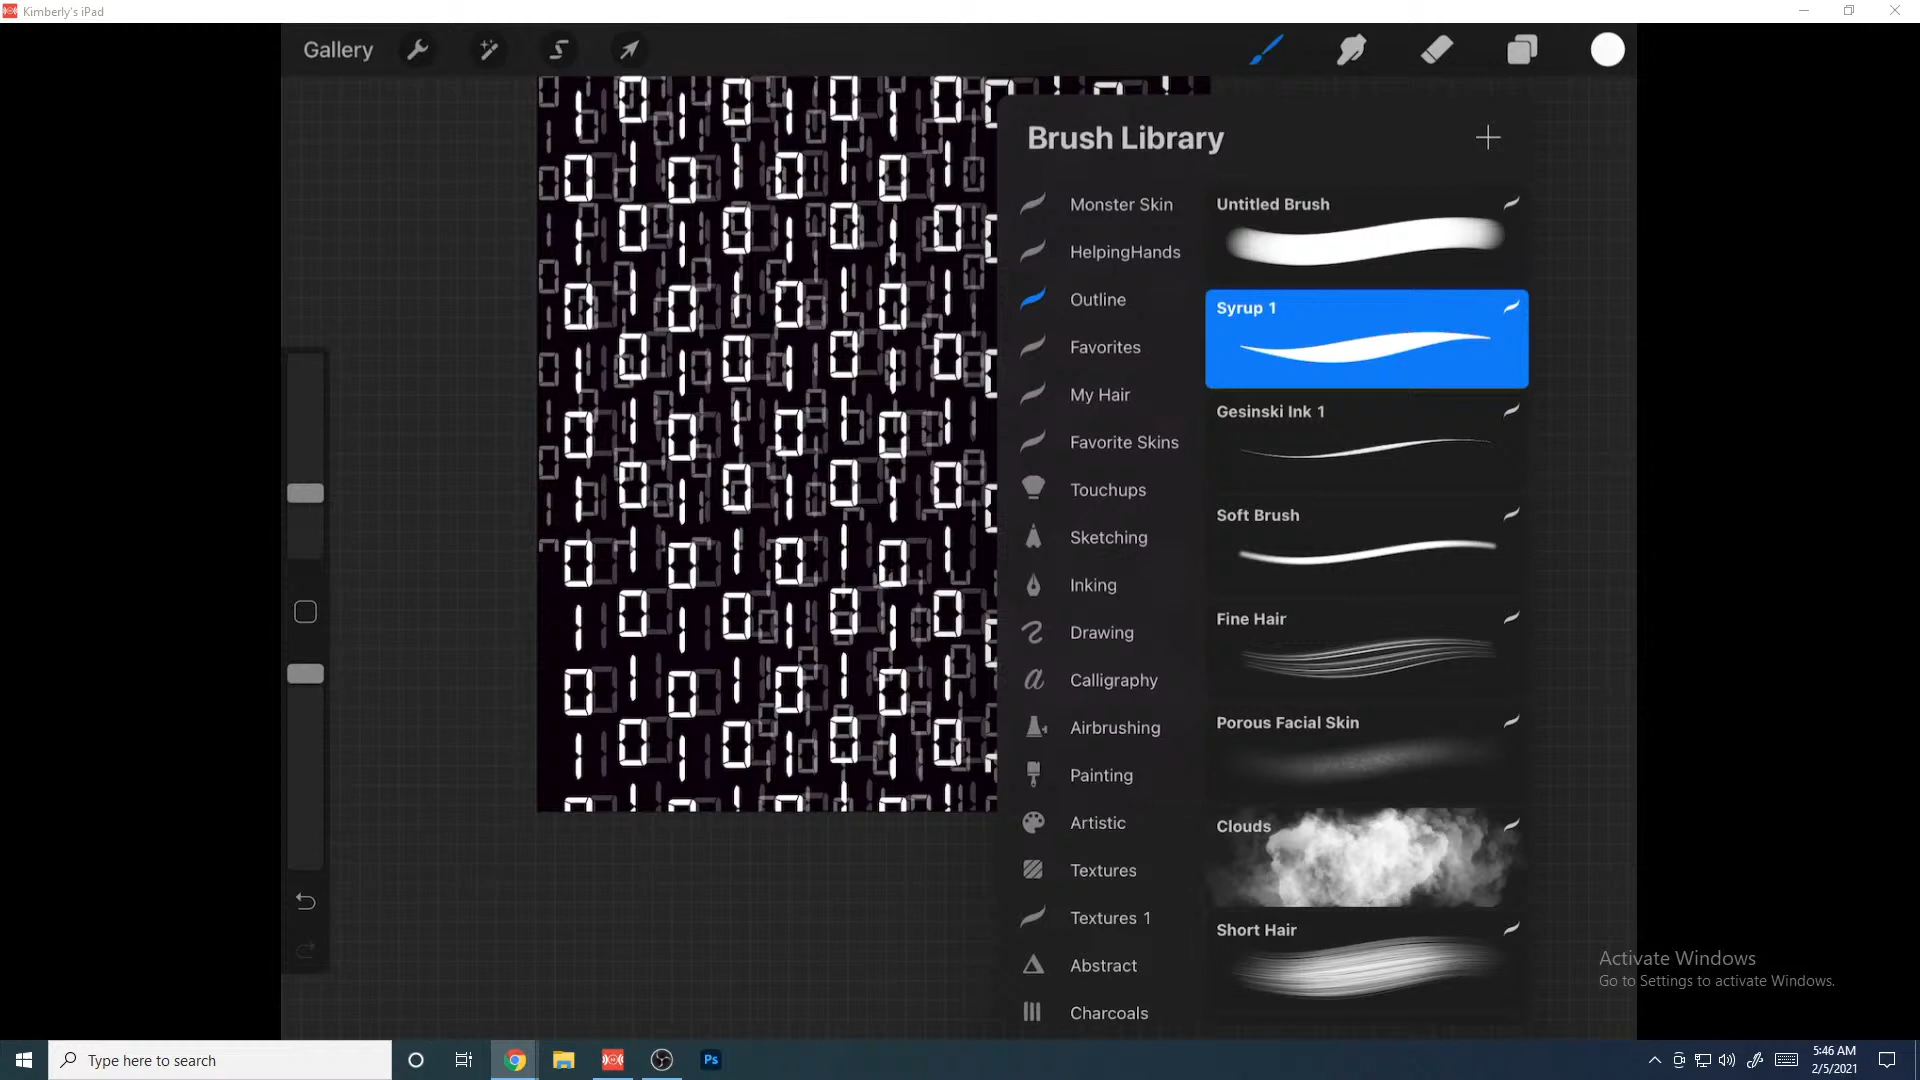 Kimberly's iPad
Gallery
Brush Library
Monster Skin
HelpingHands
Outline
Favorites
My Hair
Favorite Skins
Touchups
Sketching
Inking
Drawing
Calligraphy
Airbrushing
Painting
Artistic
Textures
Textures 1
Abstract
Charcoals
Untitled Brush
Syrup 1
Gesinski Ink 1
Soft Brush
Fine Hair
Porous Facial Skin
Clouds
Short Hair
Activate Windows
Go to Settings to activate Windows.
Type here to search
Ps
5:46 AM
2/5/2021